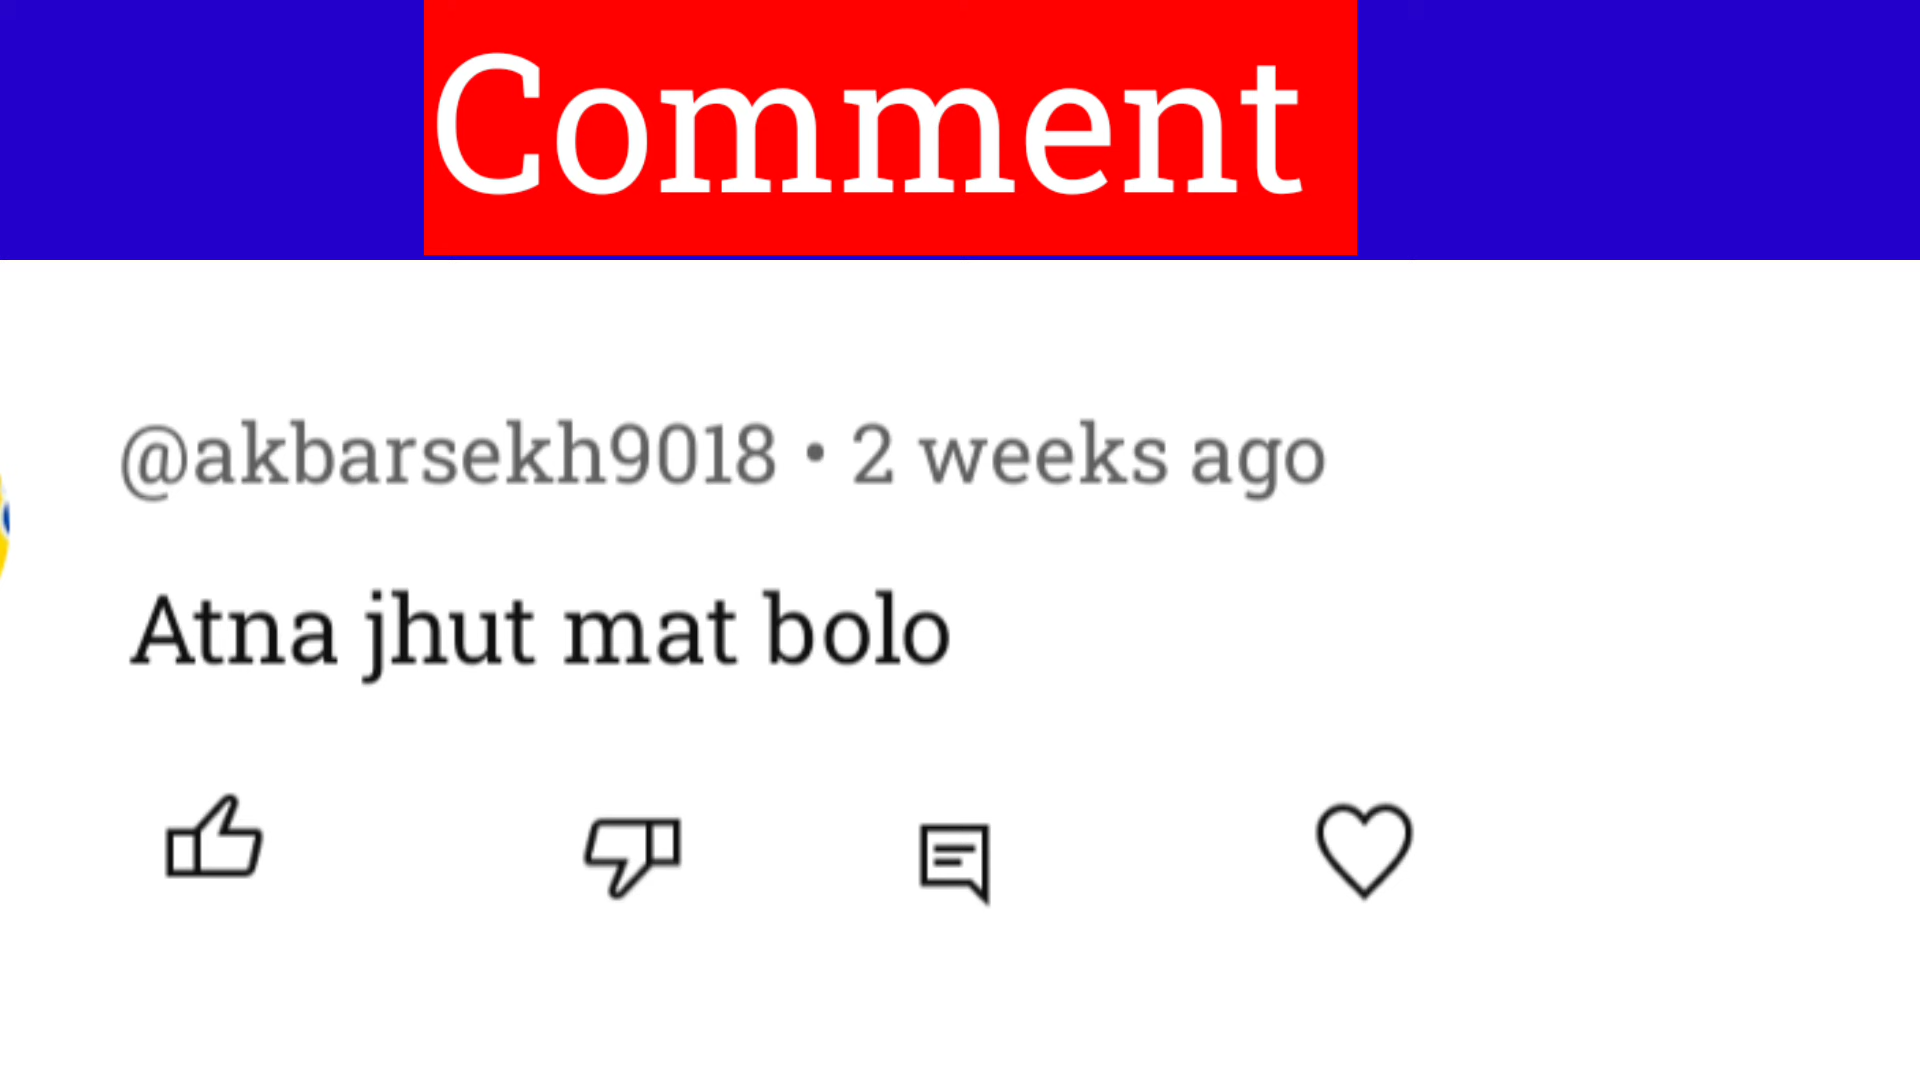 Comment
@akbarsekh9018 • 2 weeks ago
Atna jhut mat bolo